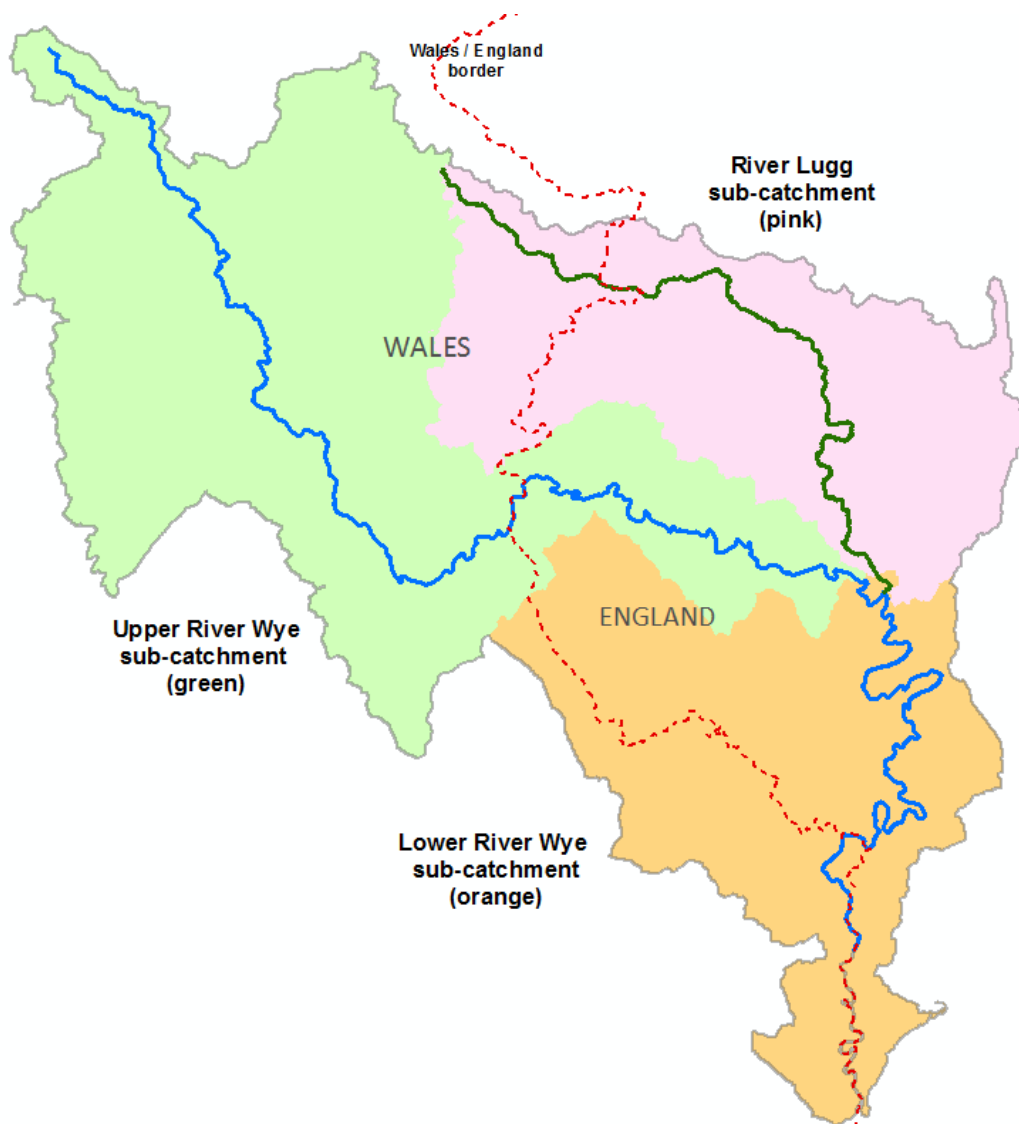 Wales / England
border
River Lugg
sub-catchment
(pink)
WALES
ENGLAND
Upper River Wye
sub-catchment
(green)
Lower River Wye
sub-catchment
(orange)